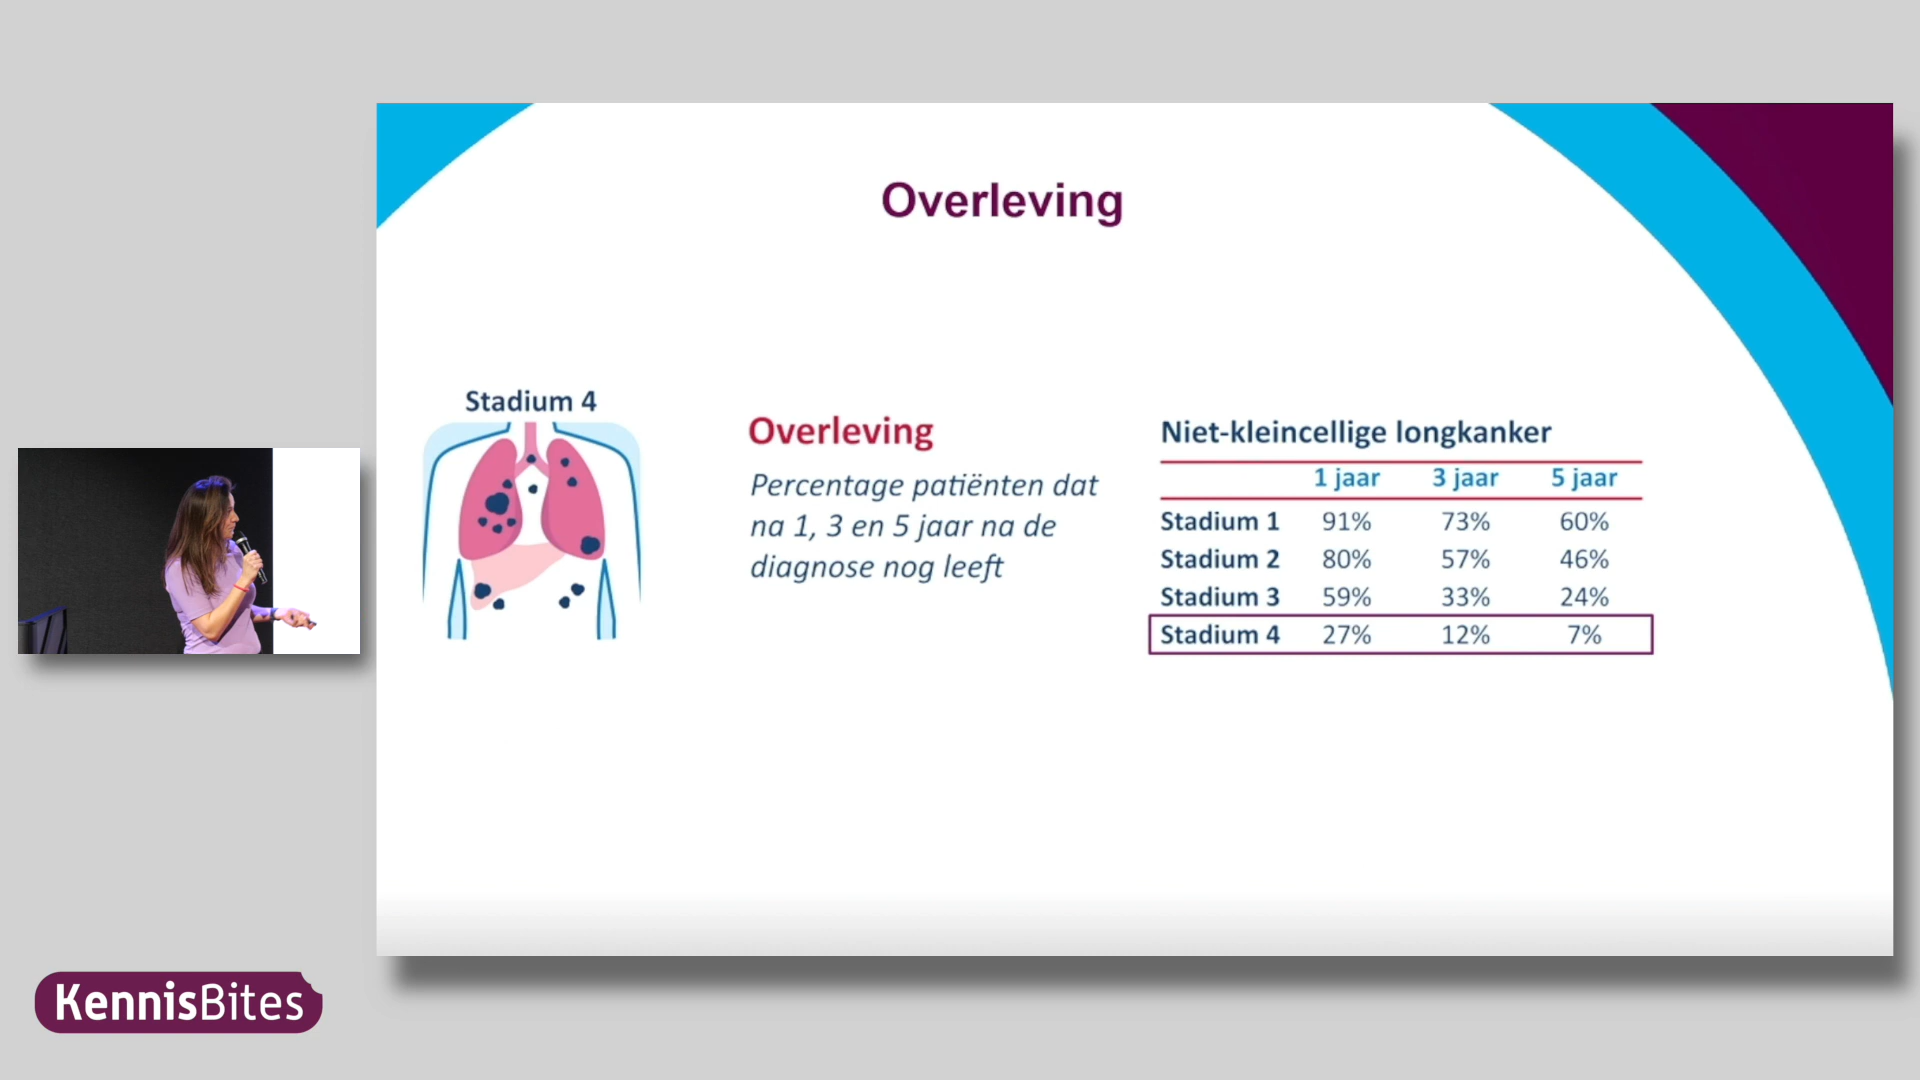 Overleving
Stadium 4
Overleving
Percentage patiënten dat
na 1, 3 en 5 jaar na de
diagnose nog leeft
Niet-kleincellige longkanker
1 jaar 3 jaar 5 jaar
Stadium 1 91% 73% 60%
Stadium 2 80% 57% 46%
Stadium 3 59% 33% 24%
Stadium 4 27% 12% 7%
KennisBites